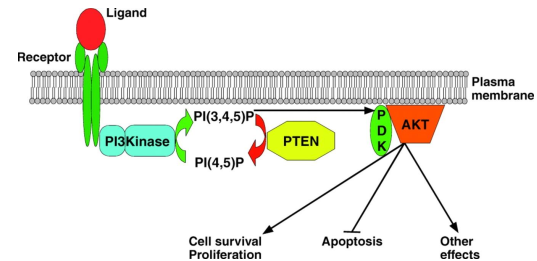 Ligand
Receptor
Plasma
membrane
PI(3,4,5)P
P
D
K
AKT
PI3Kinase
PTEN
PI(4,5)P
Cell survival
Proliferation
Apoptosis
Other
effects